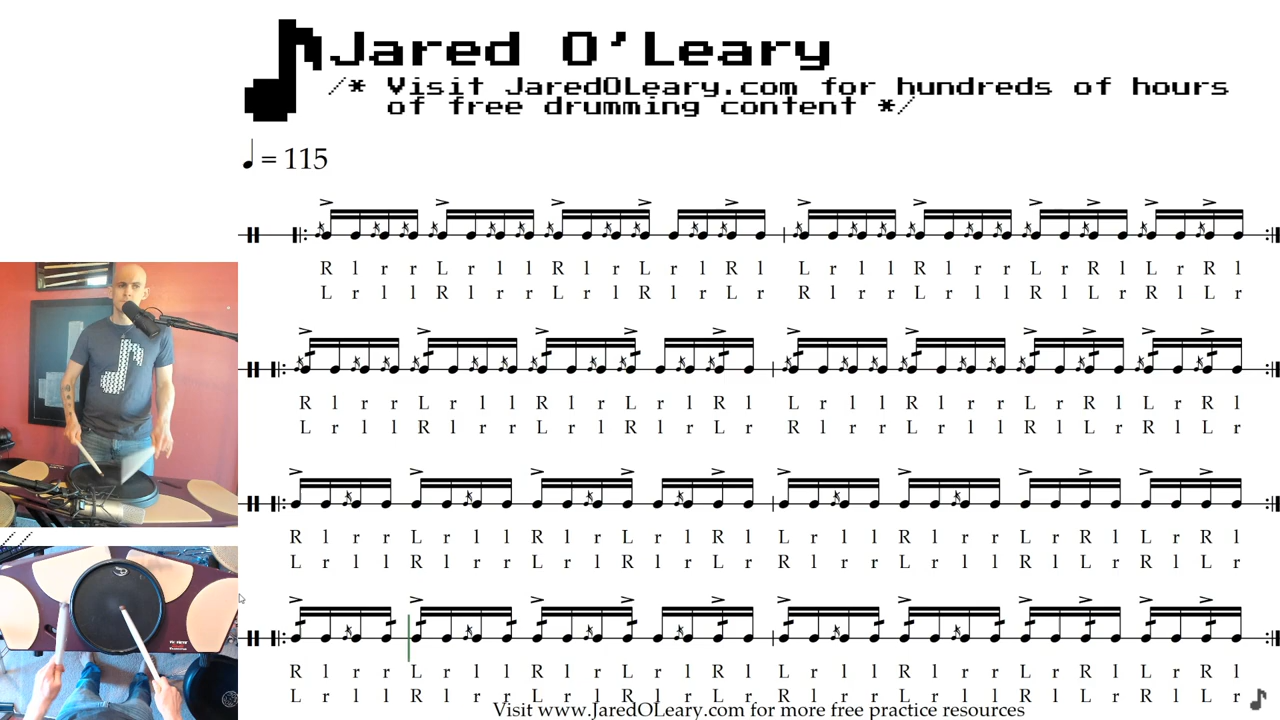 Jared O'Leary
/* Visit JaredOLeary.com for hundreds of hours
of free drumming content */
♩ = 115
R l r r L r l l R l r L r l R l L r l l R l r r L r R l L r R l
L r l l R l r r L r l R l r L r R l r r L r l l R l L r R l L r
R l r r L r l l R l r L r l R l L r l l R l r r L r R l L r R l
L r l l R l r r L r l R l r L r R l r r L r l l R l L r R l L r
R l r r L r l l R l r L r l R l L r l l R l r r L r R l L r R l
L r l l R l r r L r l R l r L r R l r r L r l l R l L r R l L r
R l r r L r l l R l r L r l R l L r l l R l r r L r R l L r R l
L r l l R l r r L r l R l r L r R l r r L r l l R l L r R l L r
Visit www.JaredOLeary.com for more free practice resources